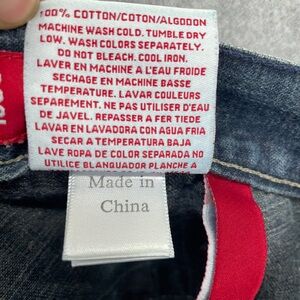 100% COTTON/COTON/ALGODON
MACHINE WASH COLD. TUMBLE DRY
LOW. WASH COLORS SEPARATELY.
DO NOT BLEACH. COOL IRON.
LAVER EN MACHINE A L'EAU FROIDE
SECHAGE EN MACHINE BASSE
TEMPERATURE. LAVAR COULEURS
SEPAREMENT. NE PAS UTILISER D'EAU
DE JAVEL. REPASSER A FER TIEDE
LAVAR EN LAVADORA CON AGUA FRIA
SECAR A TEMPERATURA BAJA
LAVE ROPA DE COLOR SEPARADA NO
UTILICE BLANQUADOR PLANCHE A
Made in
China